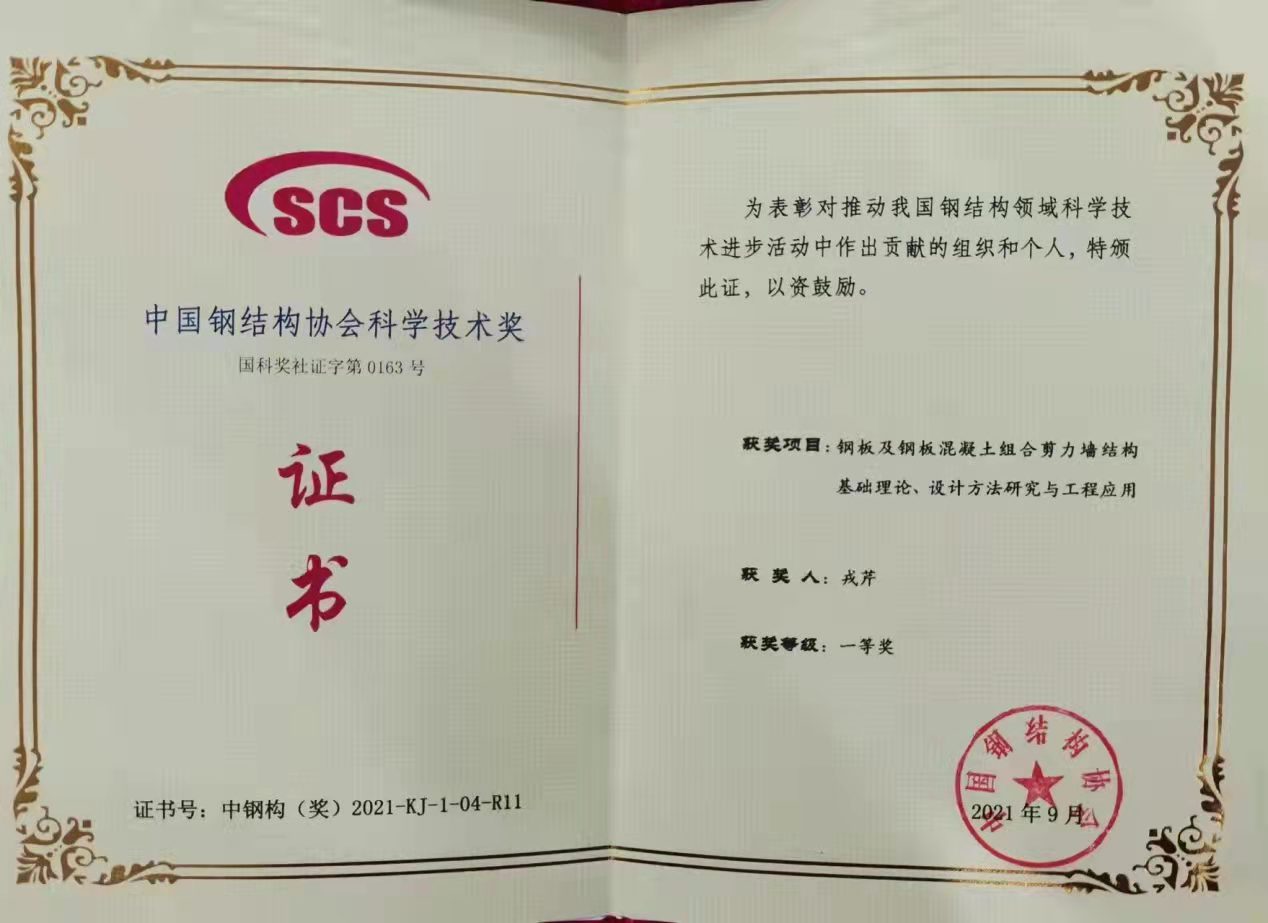 SCS
中国钢结构协会科学技术奖
国科奖社证字第0163号
证
书
证书号：中钢构（奖）2021-KJ-1-04-R11
为表彰对推动我国钢结构领域科学技
术进步活动中作出贡献的组织和个人，特颁
此证，以资鼓励。
获奖项目：钢板及钢板混凝土组合剪力墙结构
基础理论、设计方法研究与工程应用
获奖人：戎芹
获奖等级：一等奖
中国钢结构协会
2021年9月